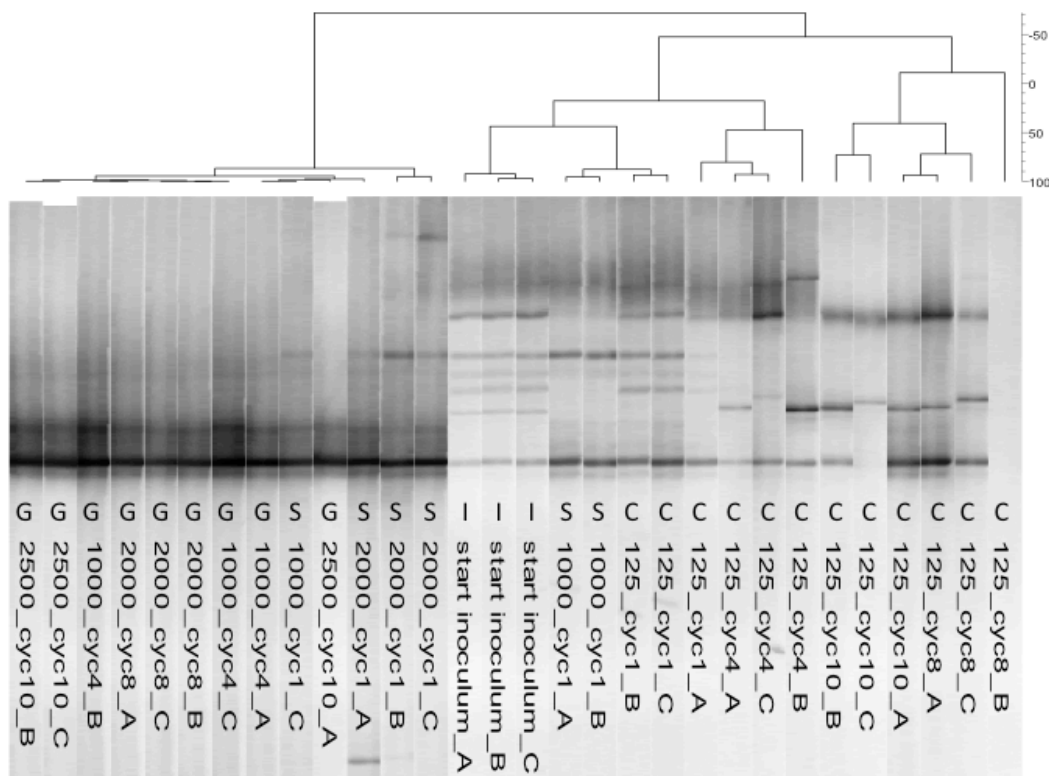 -50
0
50
100
G 2500_cyc10_B
G 2500_cyc10_C
G 1000_cyc4_B
G 2000_cyc8_A
G 2000_cyc8_C
G 2000_cyc8_B
G 1000_cyc4_C
G 1000_cyc4_A
S 1000_cyc1_C
G 2500_cyc10_A
S 2000_cyc1_A
S 2000_cyc1_B
S 2000_cyc1_C
I start inoculum_A
I start inoculum_B
I start inoculum_C
S 1000_cyc1_A
S 1000_cyc1_B
C 125_cyc1_B
C 125_cyc1_C
C 125_cyc1_A
C 125_cyc4_A
C 125_cyc4_C
C 125_cyc4_B
C 125_cyc10_B
C 125_cyc10_C
C 125_cyc10_A
C 125_cyc8_A
C 125_cyc8_C
C 125_cyc8_B